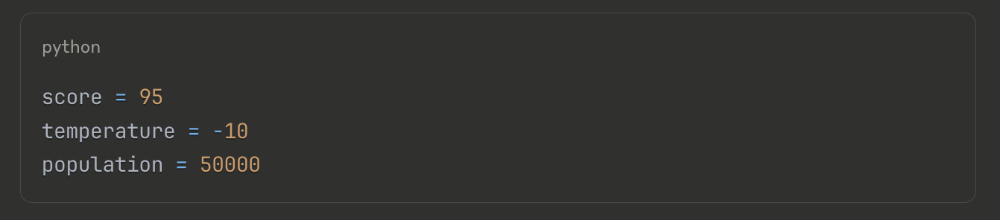 python
score = 95
temperature = -10
population = 50000